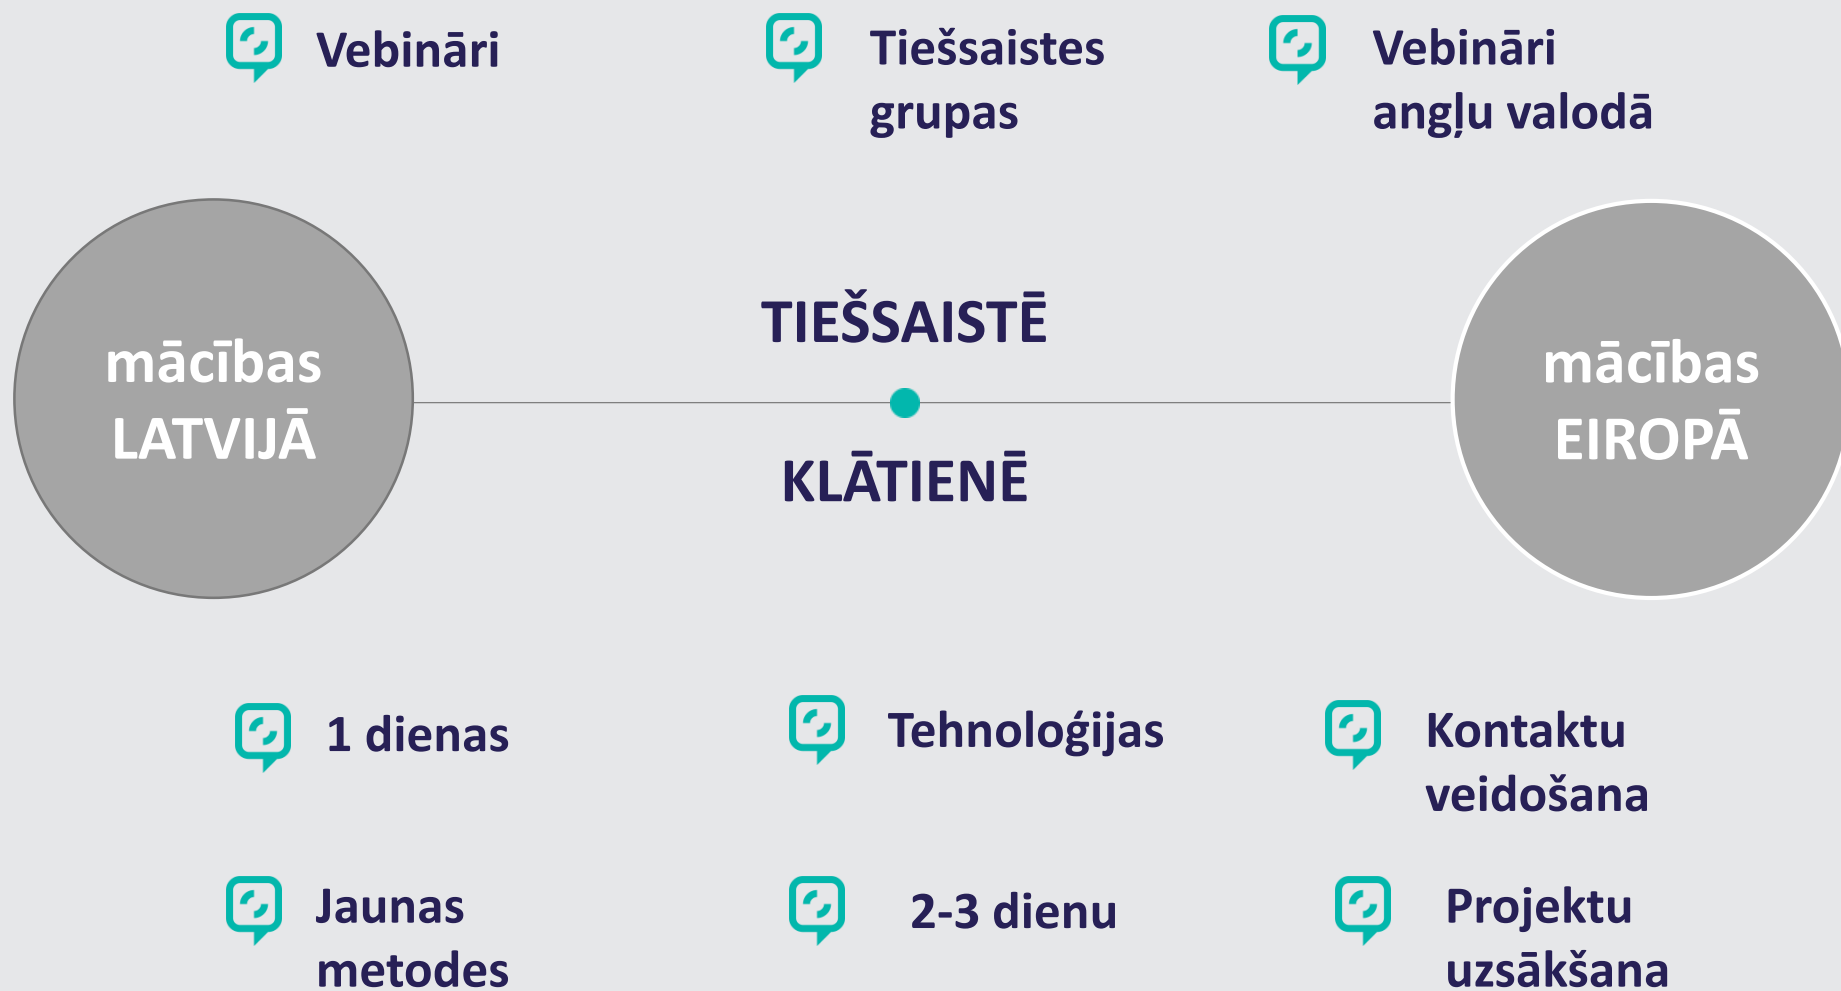 Vebināri
Tiešsaistes
grupas
Vebināri
angļu valodā
mācības
LATVIJĀ
TIEŠSAISTĒ
KLĀTIENĒ
mācības
EIROPĀ
1 dienas
Tehnoloģijas
Kontaktu
veidošana
Jaunas
metodes
2-3 dienu
Projektu
uzsākšana